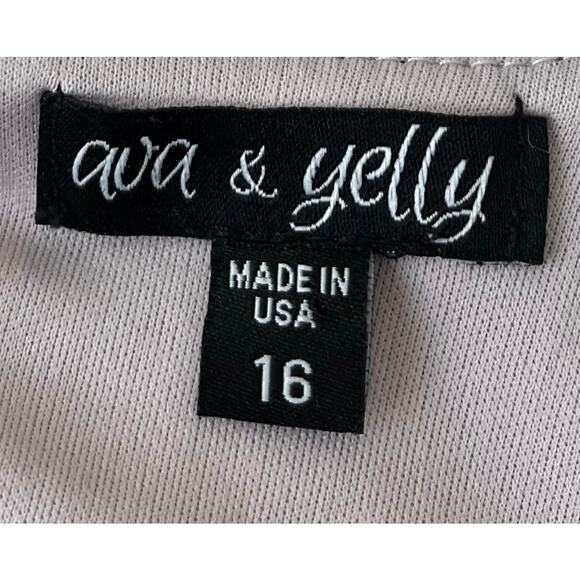 ava & yelly
MADE IN
USA
16